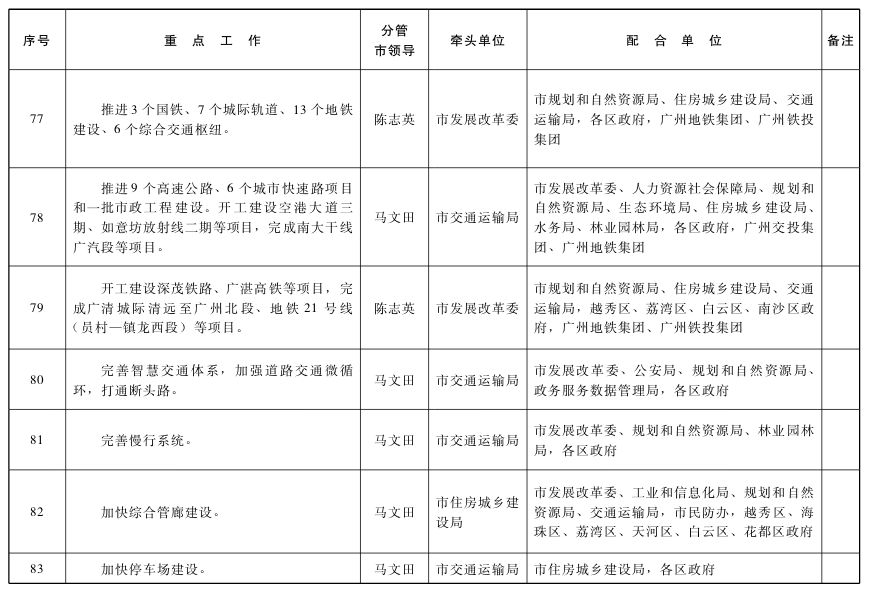 序号 重点工作 分管市领导 牵头单位 配合单位 备注
77 推进3个国铁、7个城际轨道、13个地铁建设、6个综合交通枢纽。 陈志英 市发展改革委 市规划和自然资源局、住房城乡建设局、交通运输局，各区政府，广州地铁集团、广州铁投集团
78 推进9个高速公路、6个城市快速路项目和一批市政工程建设。开工建设空港大道三期、如意坊放射线二期等项目，完成南大干线广汽段等项目。 马文田 市交通运输局 市发展改革委、人力资源社会保障局、规划和自然资源局、生态环境局、住房城乡建设局、水务局、林业园林局，各区政府，广州交投集团、广州地铁集团
79 开工建设深茂铁路、广湛高铁等项目，完成广清城际清远至广州北段、地铁21号线（员村—镇龙西段）等项目。 陈志英 市发展改革委 市规划和自然资源局、住房城乡建设局、交通运输局，越秀区、荔湾区、白云区、南沙区政府，广州地铁集团、广州铁投集团
80 完善智慧交通体系，加强道路交通微循环，打通断头路。 马文田 市交通运输局 市发展改革委、公安局、规划和自然资源局、政务服务数据管理局，各区政府
81 完善慢行系统。 马文田 市交通运输局 市发展改革委、规划和自然资源局、林业园林局，各区政府
82 加快综合管廊建设。 马文田 市住房城乡建设局 市发展改革委、工业和信息化局、规划和自然资源局、交通运输局，市民防办，越秀区、海珠区、荔湾区、天河区、白云区、花都区政府
83 加快停车场建设。 马文田 市交通运输局 市住房城乡建设局，各区政府